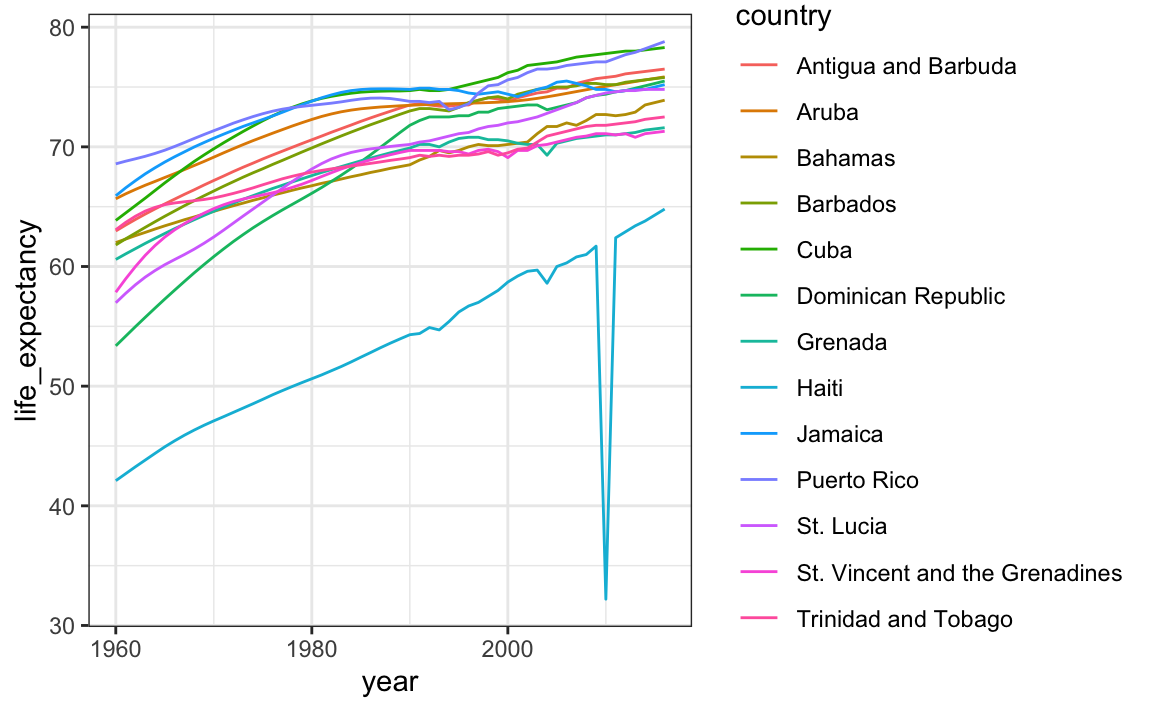 80
70
60
50
40
30
life_expectancy
1960
1980
2000
year
country
Antigua and Barbuda
Aruba
Bahamas
Barbados
Cuba
Dominican Republic
Grenada
Haiti
Jamaica
Puerto Rico
St. Lucia
St. Vincent and the Grenadines
Trinidad and Tobago